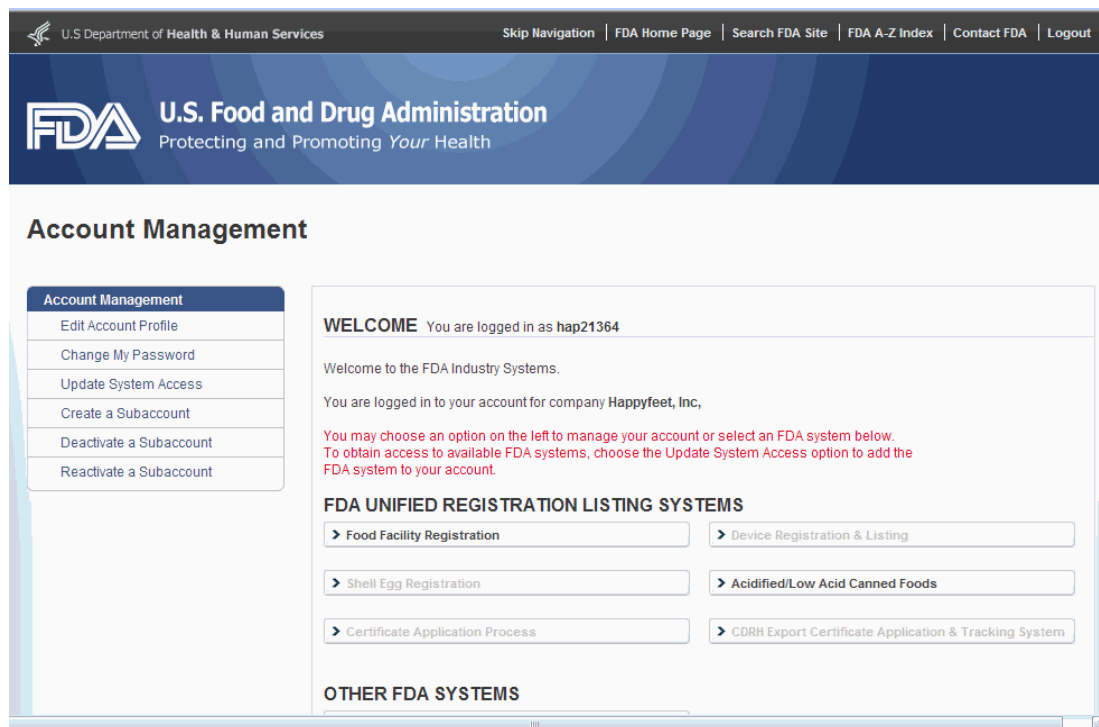 U.S Department of Health & Human Services
Skip Navigation | FDA Home Page | Search FDA Site | FDA A-Z Index | Contact FDA | Logout
FDA
U.S. Food and Drug Administration
Protecting and Promoting Your Health
Account Management
Account Management
Edit Account Profile
Change My Password
Update System Access
Create a Subaccount
Deactivate a Subaccount
Reactivate a Subaccount
WELCOME You are logged in as hap21364
Welcome to the FDA Industry Systems.
You are logged in to your account for company Happyfeet, Inc,
You may choose an option on the left to manage your account or select an FDA system below.
To obtain access to available FDA systems, choose the Update System Access option to add the
FDA system to your account.
FDA UNIFIED REGISTRATION LISTING SYSTEMS
Food Facility Registration
Device Registration & Listing
Shell Egg Registration
Acidified/Low Acid Canned Foods
Certificate Application Process
CDRH Export Certificate Application & Tracking System
OTHER FDA SYSTEMS